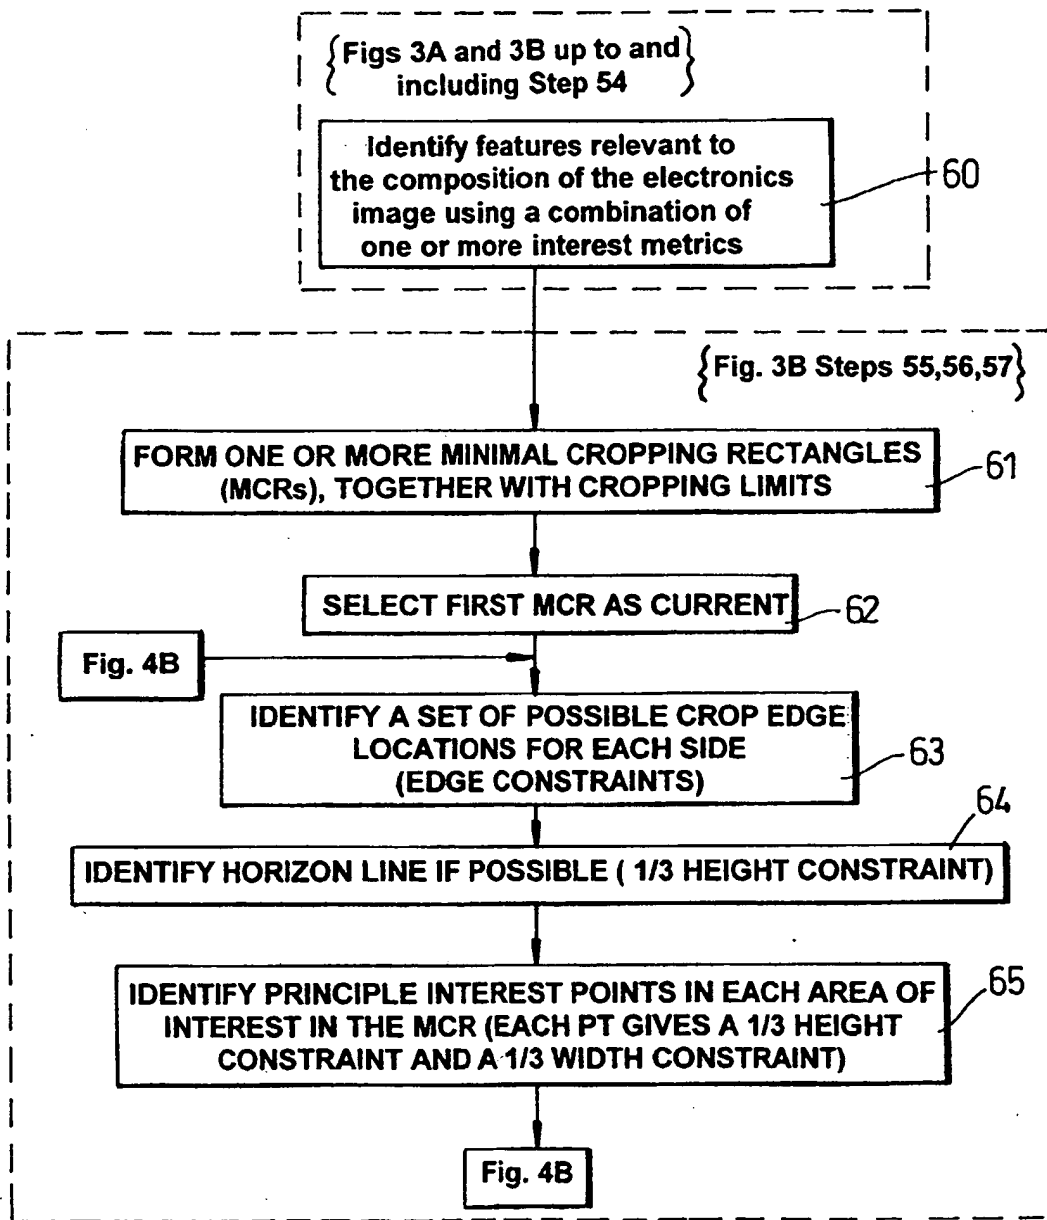 {Figs 3A and 3B up to and
including Step 54}
Identify features relevant to
the composition of the electronics
image using a combination of
one or more interest metrics
60
{Fig. 3B Steps 55,56,57}
FORM ONE OR MORE MINIMAL CROPPING RECTANGLES
(MCRs), TOGETHER WITH CROPPING LIMITS
61
SELECT FIRST MCR AS CURRENT
62
Fig. 4B
IDENTIFY A SET OF POSSIBLE CROP EDGE
LOCATIONS FOR EACH SIDE
(EDGE CONSTRAINTS)
63
64
IDENTIFY HORIZON LINE IF POSSIBLE ( 1/3 HEIGHT CONSTRAINT)
IDENTIFY PRINCIPLE INTEREST POINTS IN EACH AREA OF
INTEREST IN THE MCR (EACH PT GIVES A 1/3 HEIGHT
CONSTRAINT AND A 1/3 WIDTH CONSTRAINT)
65
Fig. 4B